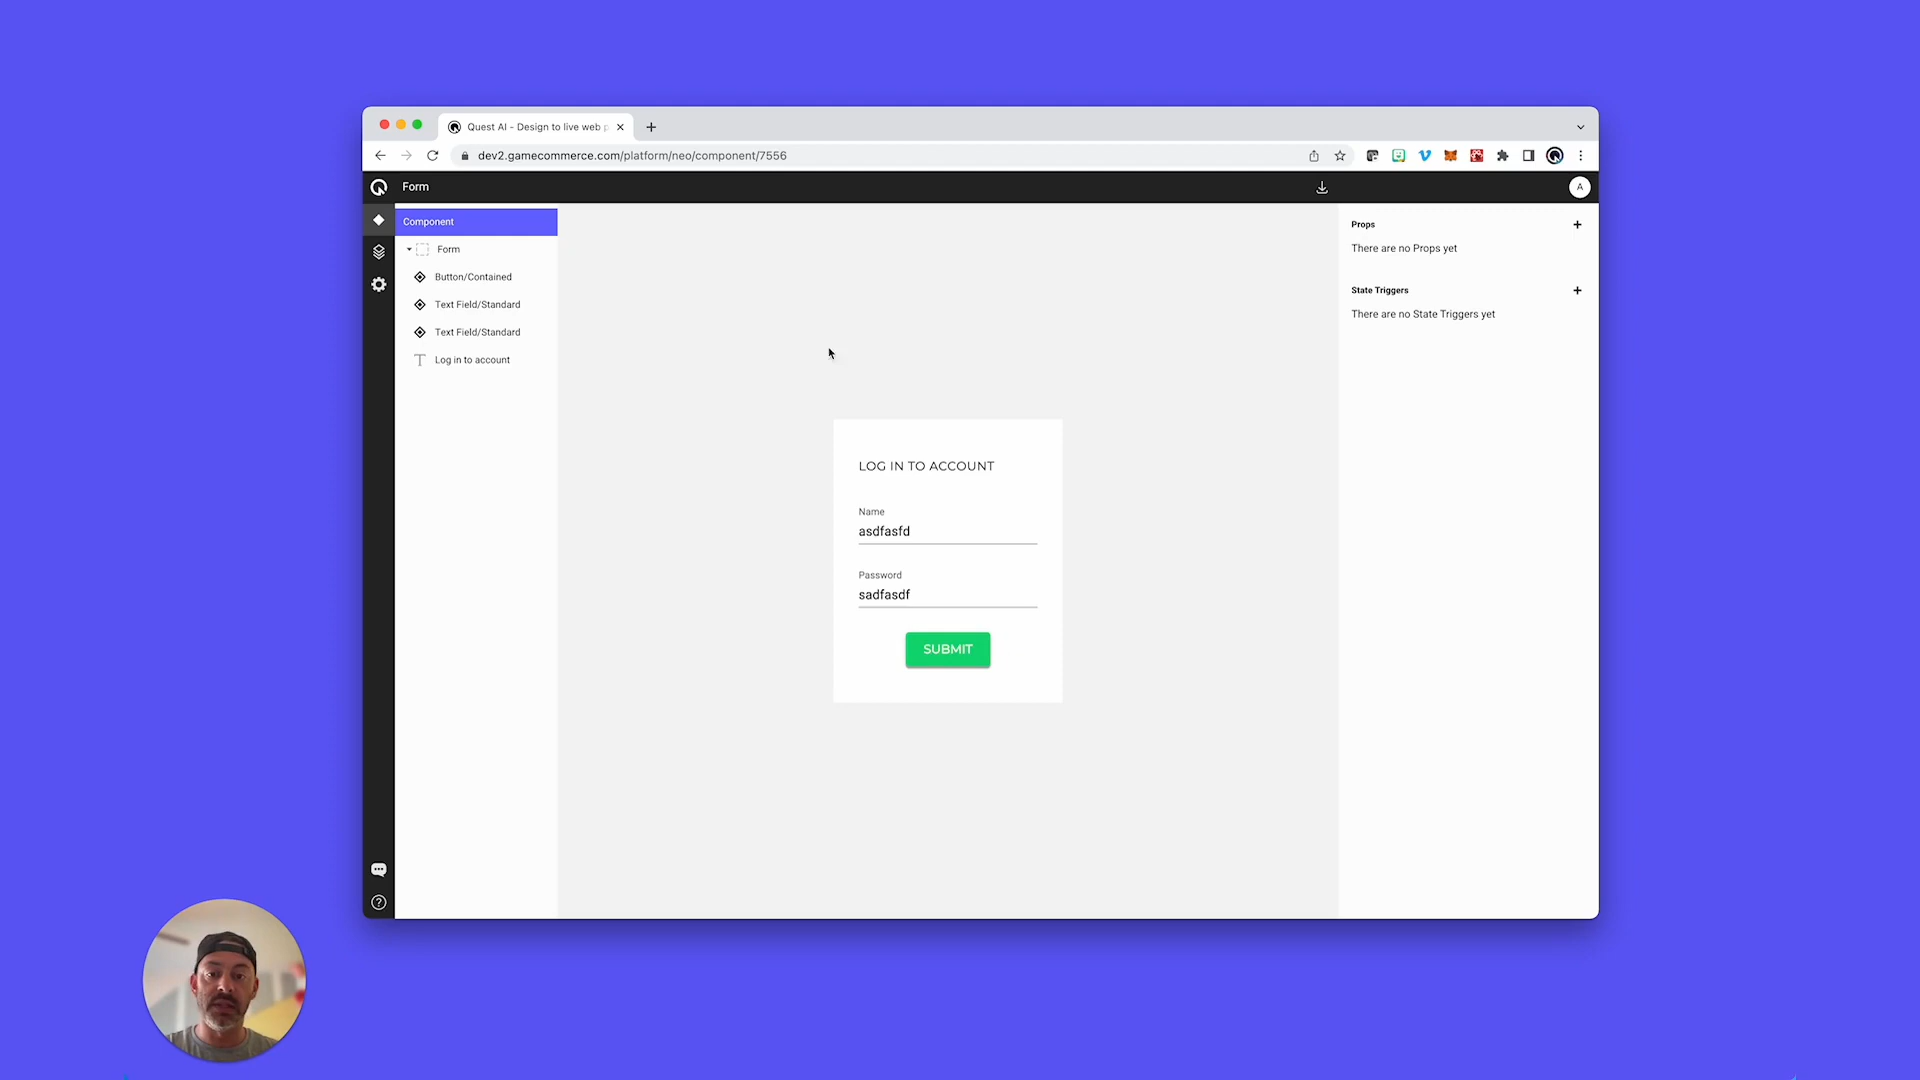 Quest AI - Design to live web p
dev2.gamecommerce.com/platform/neo/component/7556
Form
A
Component
Form
Button/Contained
Text Field/Standard
Text Field/Standard
Log in to account
LOG IN TO ACCOUNT
Name
asdfasfd
Password
sadfasdf
SUBMIT
Props
There are no Props yet
State Triggers
There are no State Triggers yet